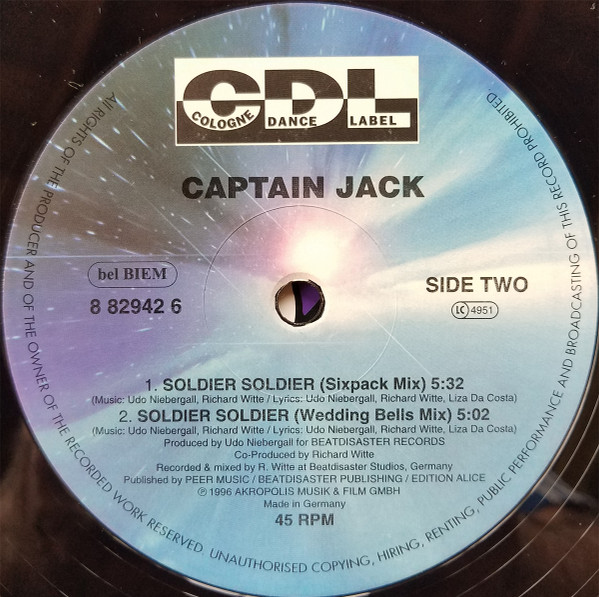 CDL
COLOGNE DANCE LABEL
CAPTAIN JACK
bel BIEM
8 82942 6
SIDE TWO
LC 4951
1. SOLDIER SOLDIER (Sixpack Mix) 5:32
(Music: Udo Niebergall, Richard Witte / Lyrics: Udo Niebergall, Richard Witte, Liza Da Costa)
2. SOLDIER SOLDIER (Wedding Bells Mix) 5:02
(Music: Udo Niebergall, Richard Witte / Lyrics: Udo Niebergall, Richard Witte, Liza Da Costa)
Produced by Udo Niebergall for BEATDISASTER RECORDS
Co-Produced by Richard Witte
Recorded & mixed by R. Witte at Beatdisaster Studios, Germany
Published by PEER MUSIC / BEATDISASTER PUBLISHING / EDITION ALICE
℗ 1996 AKROPOLIS MUSIK & FILM GMBH
Made in Germany
45 RPM
All RIGHTS OF THE PRODUCER AND OF THE OWNER OF THE RECORDED WORK RESERVED. UNAUTHORISED COPYING, HIRING, RENTING, PUBLIC PERFORMANCE AND BROADCASTING OF THIS RECORD PROHIBITED